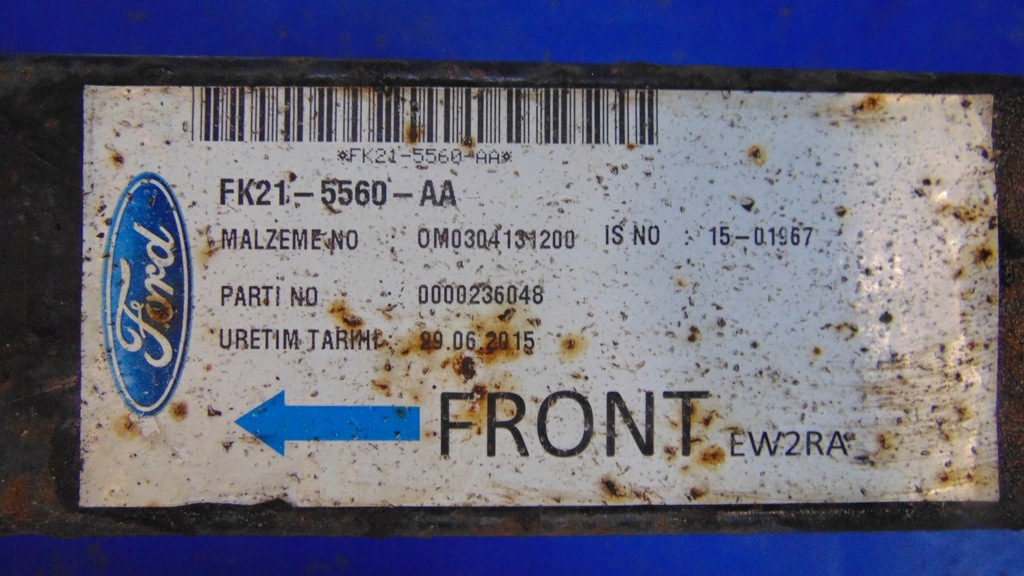 *FK21-5560-AA*
FK21-5560-AA
MALZEME NO OM0304131200 IS NO : 15-01967
PARTI NO 0000236048
URETIM TARIHI 29.06.2015
Ford
FRONT EW2RA